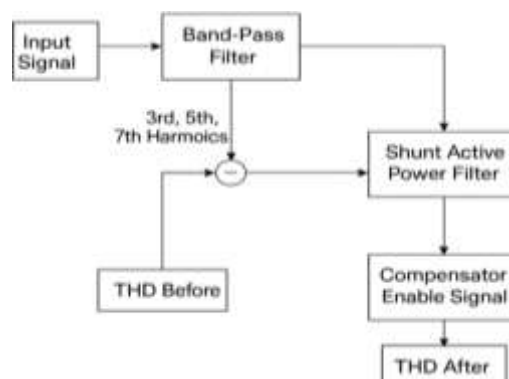 Input
Signal
Band-Pass
Filter
3rd, 5th,
7th Harmoics
Shunt Active
Power Filter
THD Before
Compensator
Enable Signal
THD After